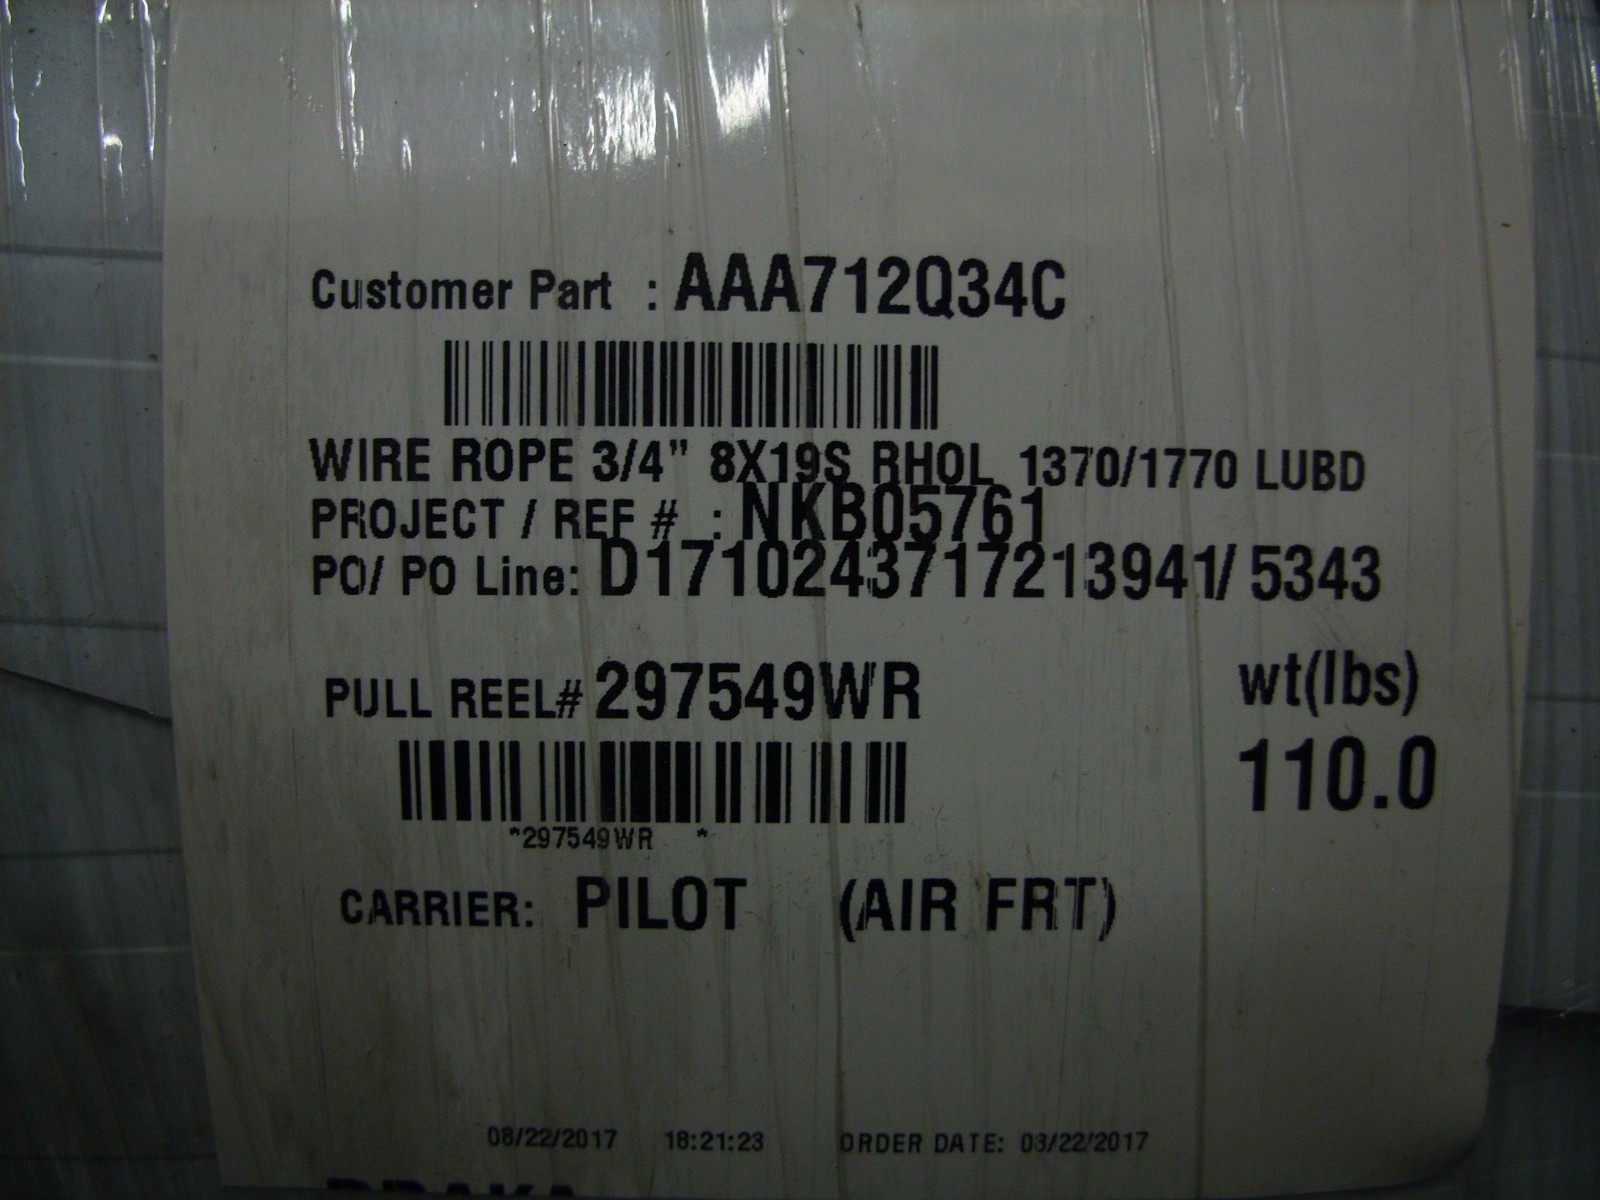 Customer Part : AAA712Q34C
WIRE ROPE 3/4" 8X19S RHOL 1370/1770 LUBD
PROJECT / REF # : NKB05761
PO/ PO Line: D1710243717213941/ 5343
PULL REEL# 297549WR
wt(lbs)
110.0
*297549WR *
CARRIER: PILOT (AIR FRT)
08/22/2017 18:21:23 ORDER DATE: 08/22/2017